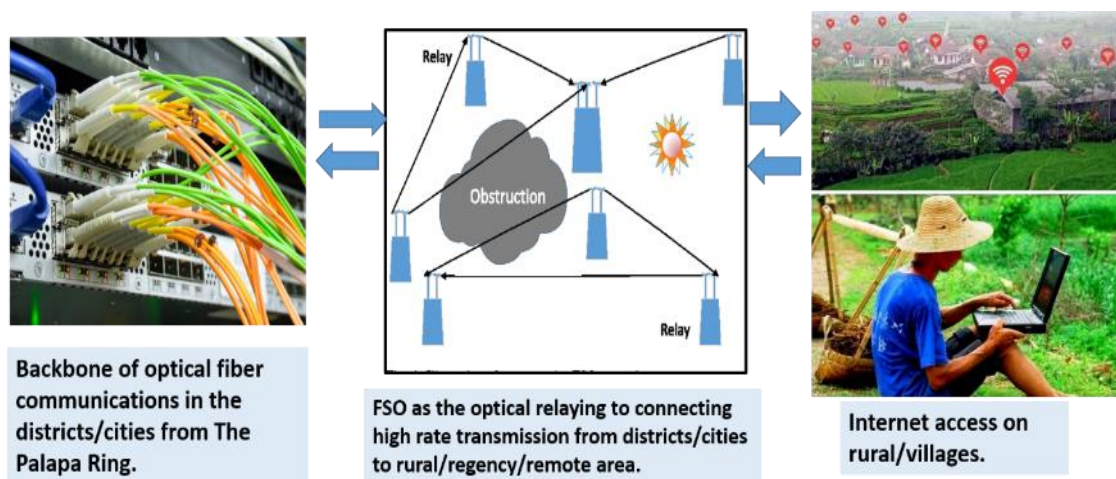 Relay
Obstruction
Relay
Backbone of optical fiber
communications in the
districts/cities from The
Palapa Ring.
FSO as the optical relaying to connecting
high rate transmission from districts/cities
to rural/regency/remote area.
Internet access on
rural/villages.